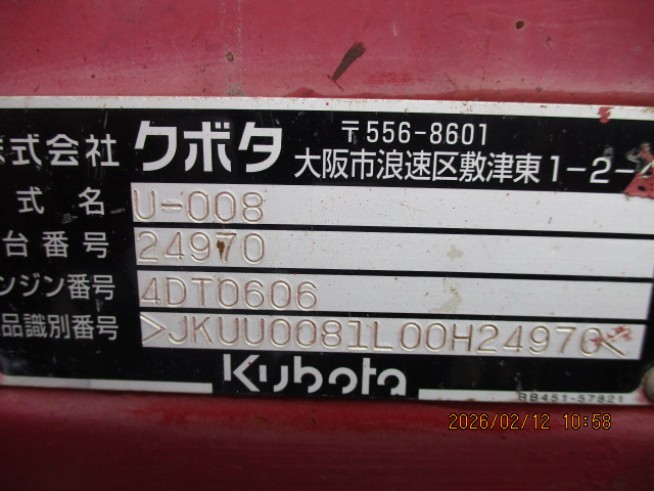 式会社 クボタ 〒556-8601
大阪市浪速区敷津東1-2-
式名 U-008
台番号 24970
ンジン番号 4DT0606
品識別番号 >JKUU0081L00H24970<
Kubota
BB451-57821
2026/02/12 10:58